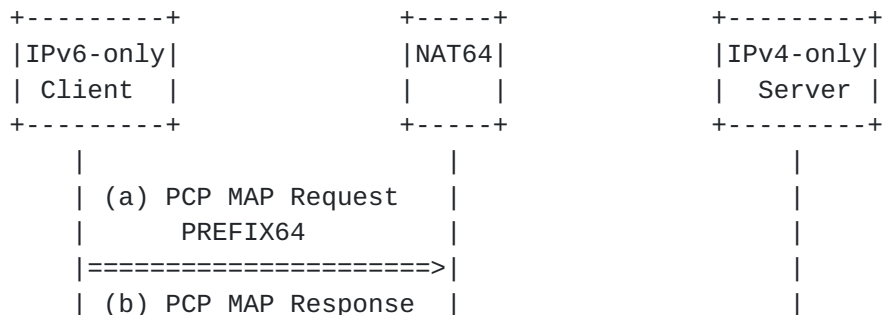 +---------+              +-----+             +---------+
|IPv6-only|              |NAT64|             |IPv4-only|
| Client  |              |     |             |  Server |
+---------+              +-----+             +---------+
    |                       |                     |
    | (a) PCP MAP Request   |                     |
    |      PREFIX64         |                     |
    |======================>|                     |
    | (b) PCP MAP Response  |                     |